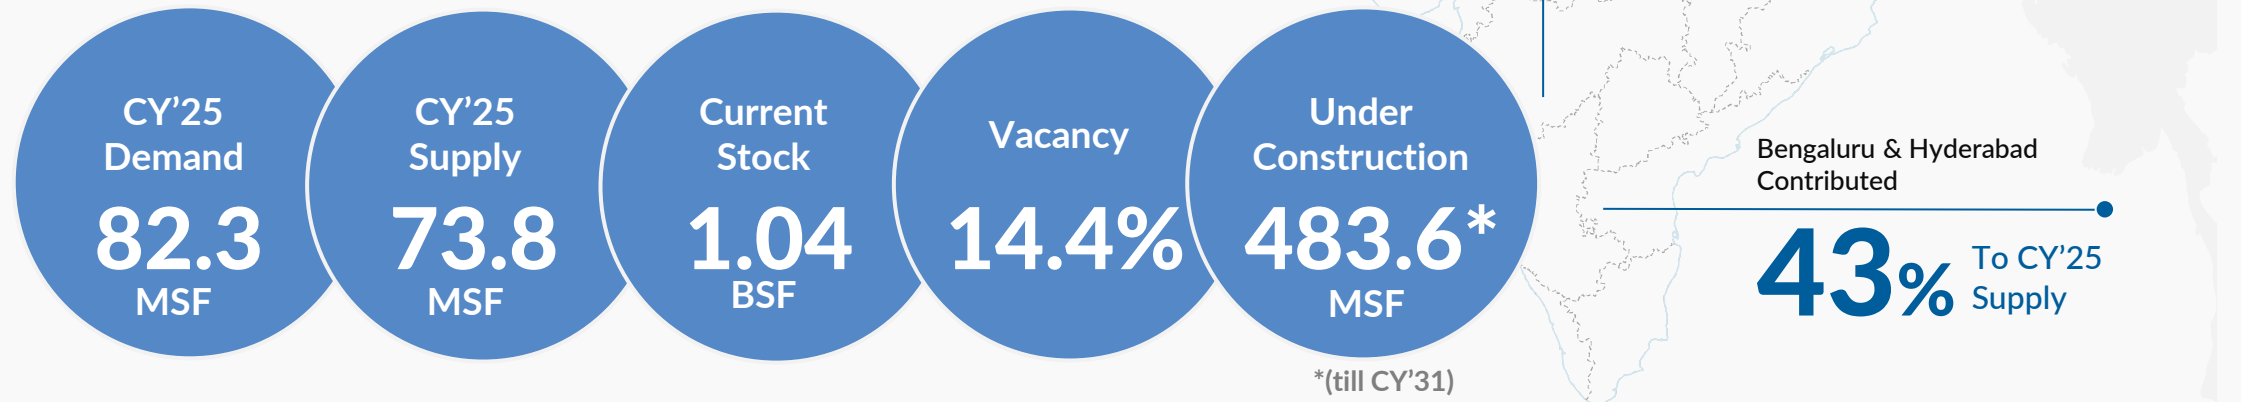 CY’25
Demand
82.3
MSF
CY’25
Supply
73.8
MSF
Current
Stock
1.04
BSF
Vacancy
14.4%
Under
Construction
483.6*
MSF
*(till CY’31)
Bengaluru & Hyderabad
Contributed
43% To CY’25
Supply